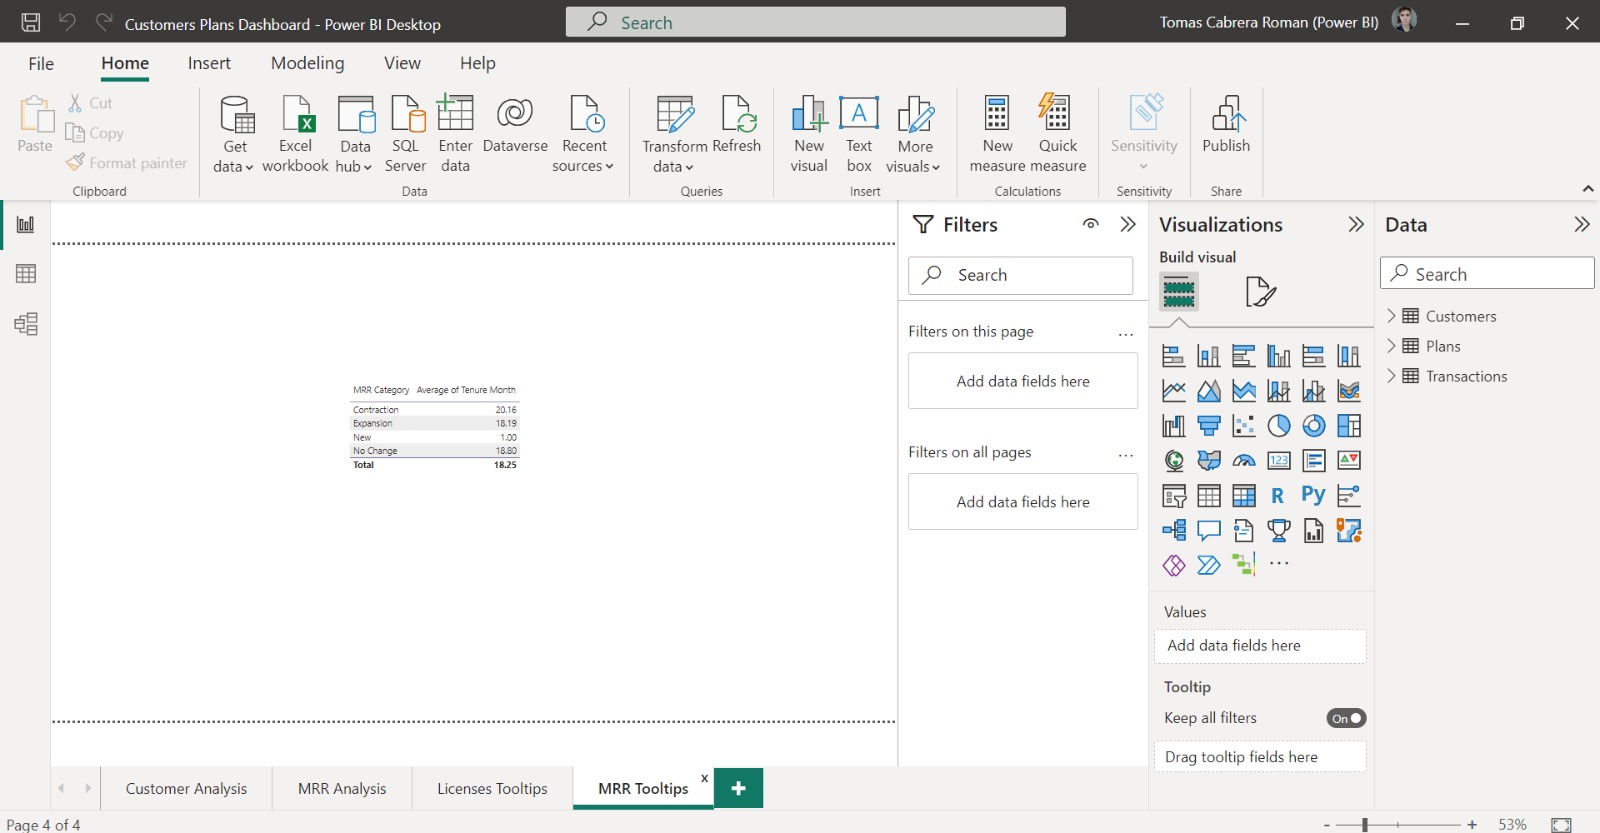 Customers Plans Dashboard - Power BI Desktop
Search
Tomas Cabrera Roman (Power BI)
File
Home
Insert
Modeling
View
Help
Paste
Cut
Copy
Format painter
Clipboard
Get data
Excel workbook
Data hub
SQL Server
Enter data
Dataverse
Recent sources
Data
Transform data
Refresh
Queries
New visual
Text box
More visuals
Insert
New measure
Quick measure
Calculations
Sensitivity
Sensitivity
Publish
Share
MRR Category Average of Tenure Month
Contraction 20.16
Expansion 18.19
New 1.00
No Change 18.80
Total 18.25
Filters
Search
Filters on this page
...
Add data fields here
Filters on all pages
...
Add data fields here
Visualizations
Build visual
123
R
Py
...
Values
Add data fields here
Tooltip
Keep all filters
On
Drag tooltip fields here
Data
Search
Customers
Plans
Transactions
Customer Analysis
MRR Analysis
Licenses Tooltips
MRR Tooltips
x
+
Page 4 of 4
- + 53%